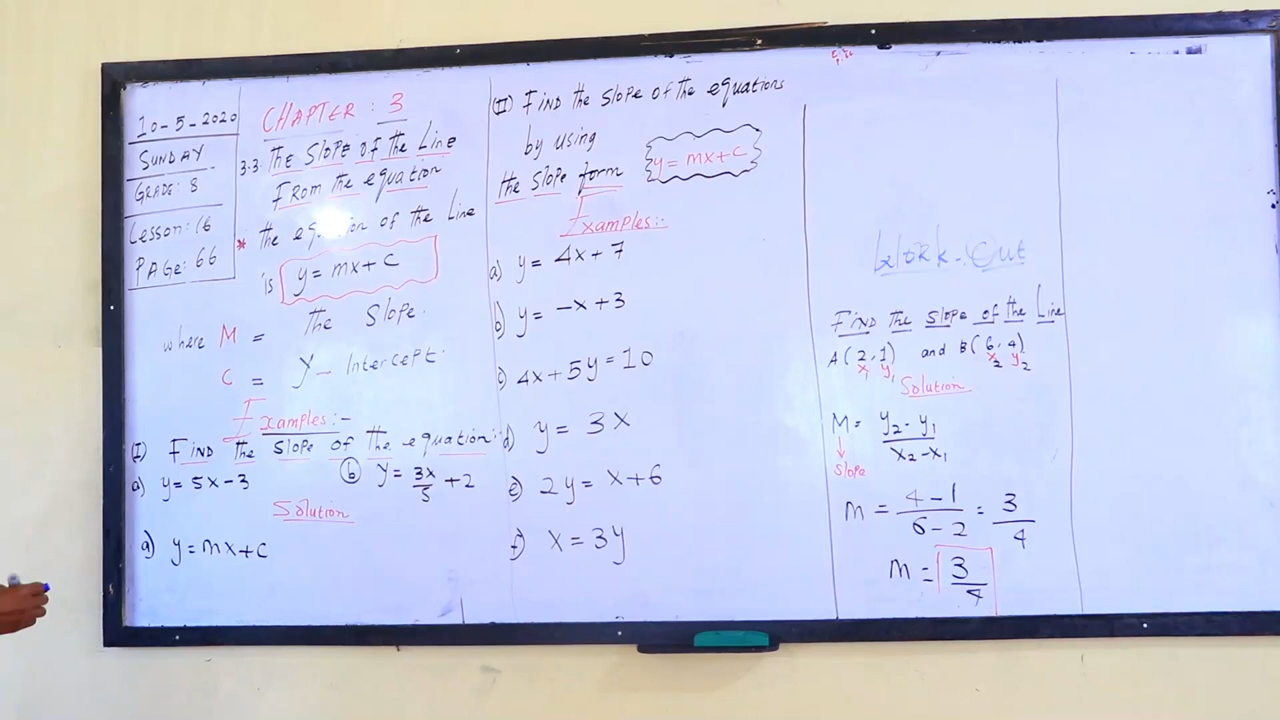 10-5-2020
SUNDAY
GRADE: 8
Lesson: 16
PAGe: 66
CHAPTER : 3
3.3. THE SLOPE OF the Line
FROM the equation
* the equation of the Line
is y = mx + c
where M = the Slope.
C = Y- Intercept.
Examples:-
(I) FIND the SLOPE of the equation:-
a) y = 5x - 3
b) y = 3x/5 + 2
Solution
a) y = mx + c
(II) FIND the SLOPE OF the equations
by using
the SLOPE form
y = mx + c
Examples:-
a) y = 4x + 7
b) y = -x + 3
c) 4x + 5y = 10
d) y = 3x
e) 2y = x + 6
f) x = 3y
Work-Out
FIND the SLOPE of the Line
A (2, 1) and B (6, 4)
x1 y1 x2 y2
Solution
M = y2 - y1 / x2 - x1
↓
slope
m = 4 - 1 / 6 - 2 = 3/4
m = 3/4